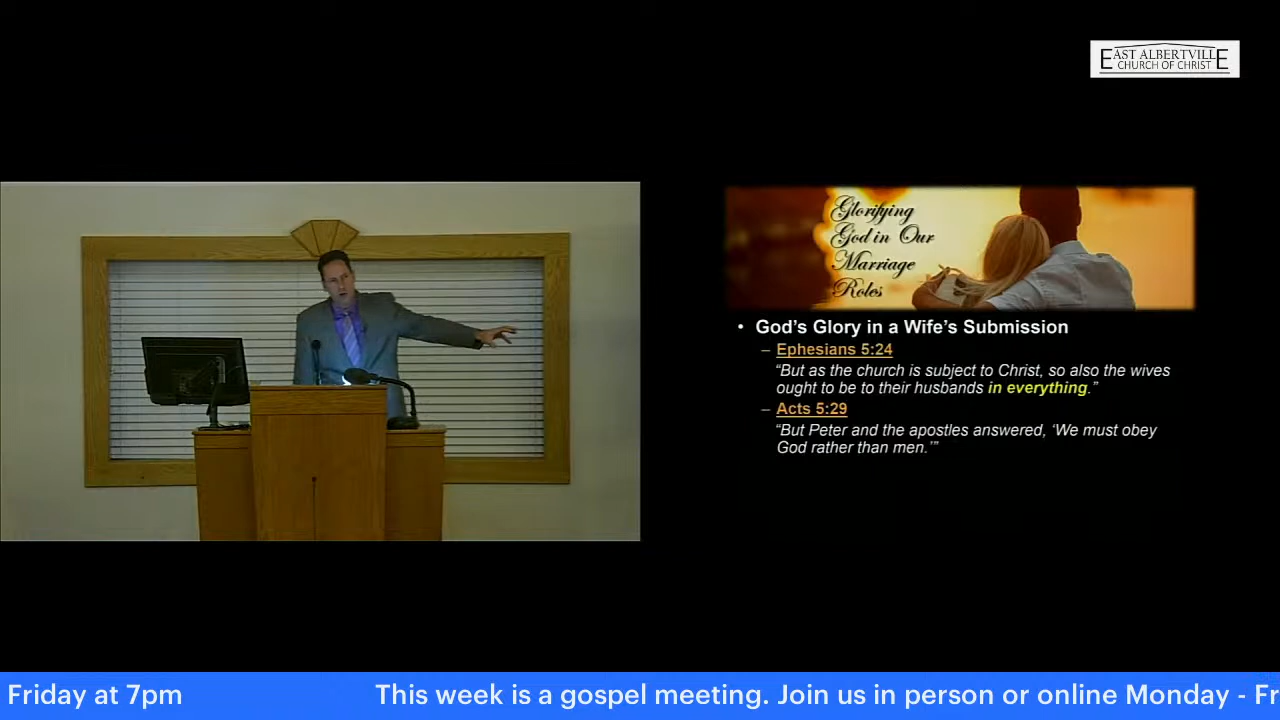 EAST ALBERTVILLE
CHURCH OF CHRIST
Glorifying
God in Our
Marriage
Roles
• God's Glory in a Wife's Submission
– Ephesians 5:24
“But as the church is subject to Christ, so also the wives
ought to be to their husbands in everything.”
– Acts 5:29
“But Peter and the apostles answered, ‘We must obey
God rather than men.’”
Friday at 7pm This week is a gospel meeting. Join us in person or online Monday - Fr